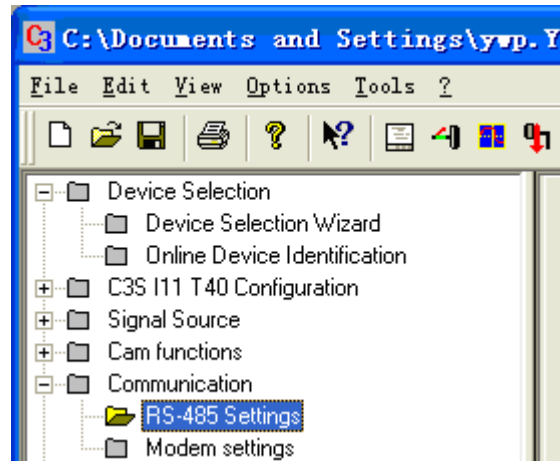 C3 C:\Documents and Settings\ywp.Y
File Edit View Options Tools ?
Device Selection
Device Selection Wizard
Online Device Identification
C3S I11 T40 Configuration
Signal Source
Cam functions
Communication
RS-485 Settings
Modem settings